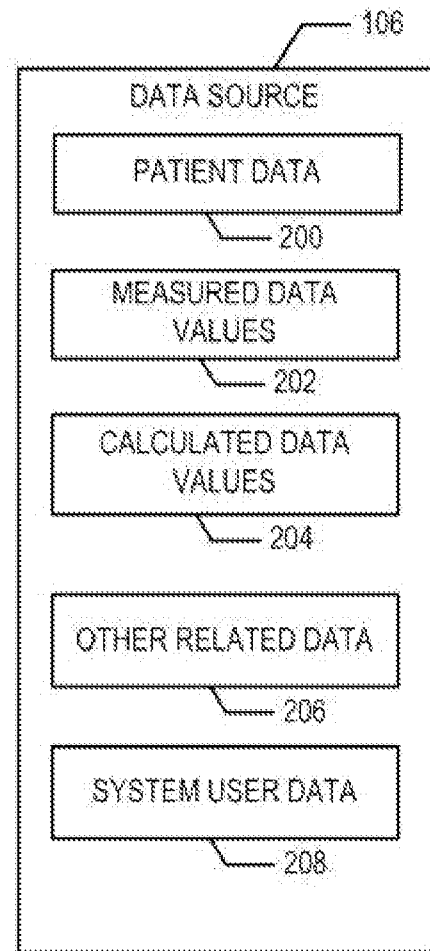 106
DATA SOURCE
PATIENT DATA
200
MEASURED DATA
VALUES
202
CALCULATED DATA
VALUES
204
OTHER RELATED DATA
206
SYSTEM USER DATA
208